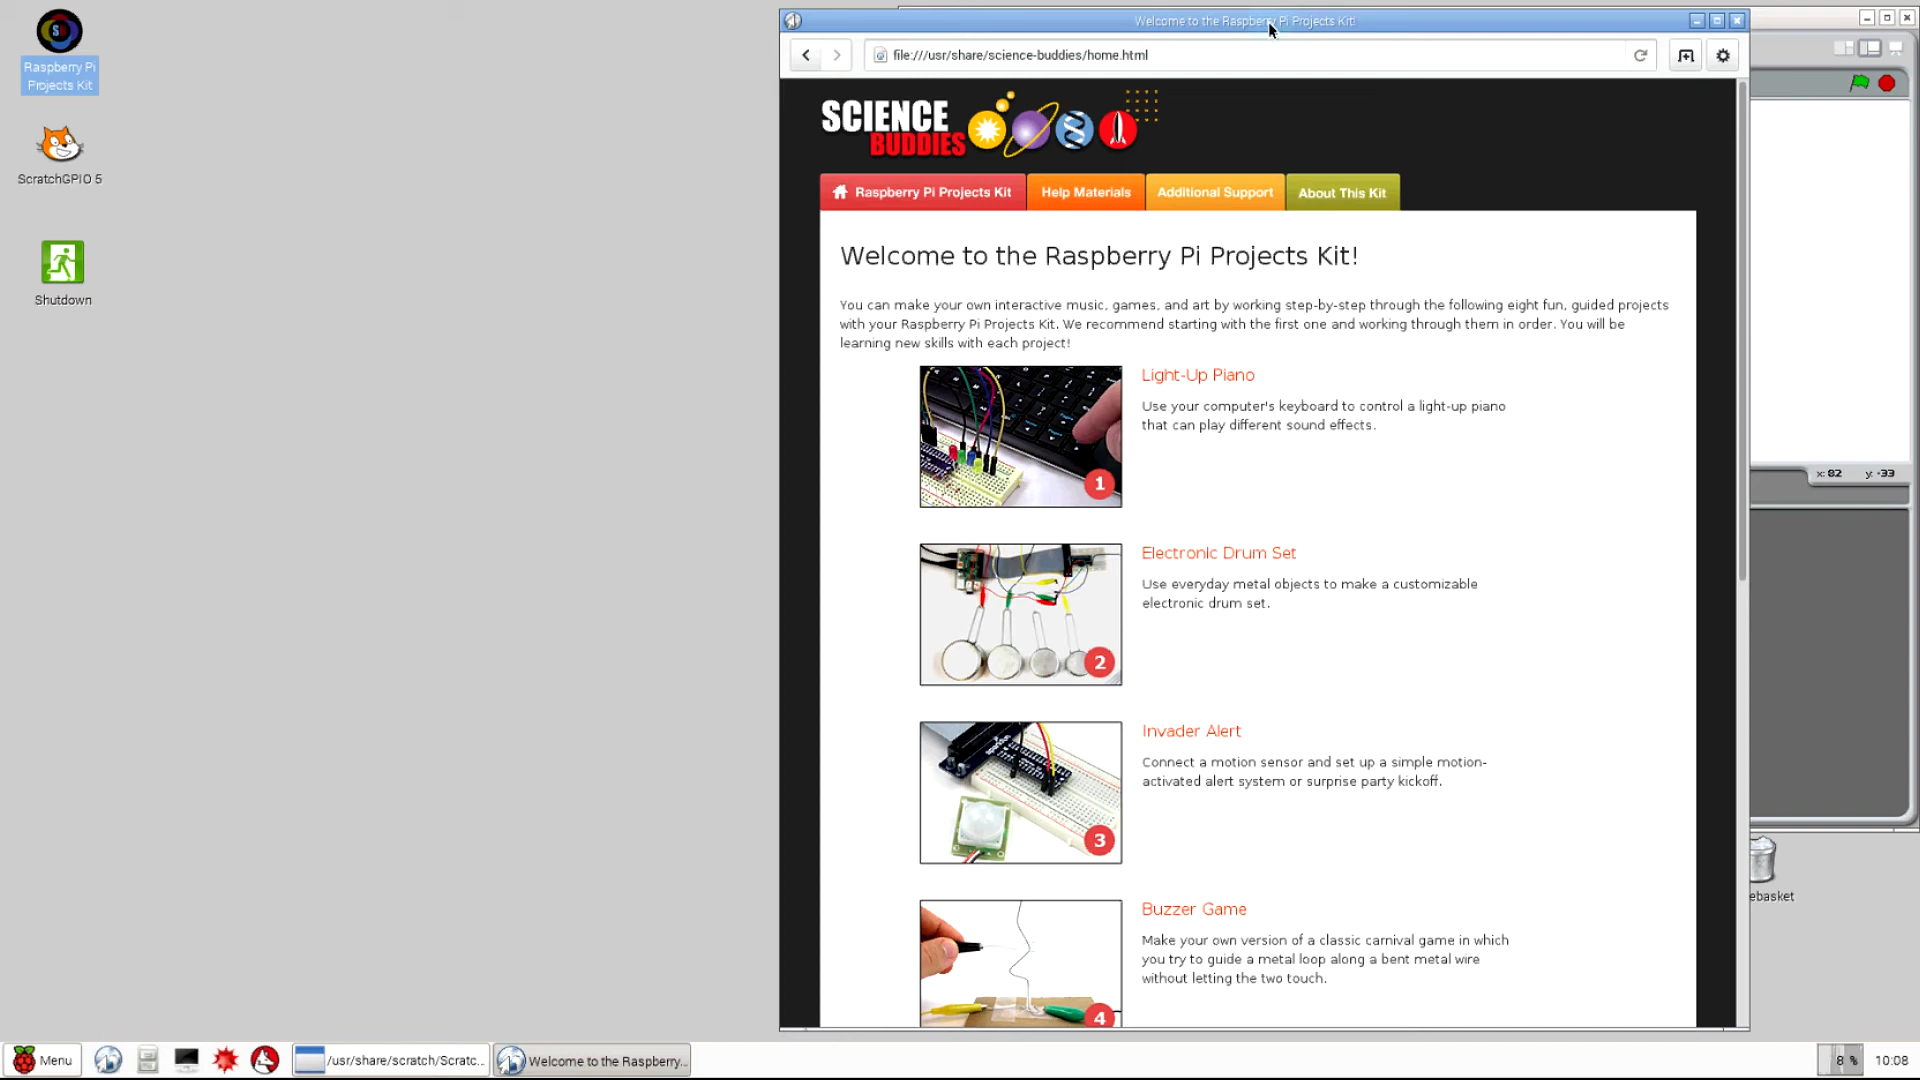 Raspberry Pi
Projects Kit
ScratchGPIO 5
Shutdown
Welcome to the Raspberry Pi Projects Kit!
file:///usr/share/science-buddies/home.html
SCIENCE
BUDDIES
Raspberry Pi Projects Kit
Help Materials
Additional Support
About This Kit
Welcome to the Raspberry Pi Projects Kit!
You can make your own interactive music, games, and art by working step-by-step through the following eight fun, guided projects
with your Raspberry Pi Projects Kit. We recommend starting with the first one and working through them in order. You will be
learning new skills with each project!
1
Light-Up Piano
Use your computer's keyboard to control a light-up piano
that can play different sound effects.
2
Electronic Drum Set
Use everyday metal objects to make a customizable
electronic drum set.
3
Invader Alert
Connect a motion sensor and set up a simple motion-
activated alert system or surprise party kickoff.
4
Buzzer Game
Make your own version of a classic carnival game in which
you try to guide a metal loop along a bent metal wire
without letting the two touch.
x: 82 y: -33
ebasket
Menu
/usr/share/scratch/Scratc...
Welcome to the Raspberry...
8 %
10:08